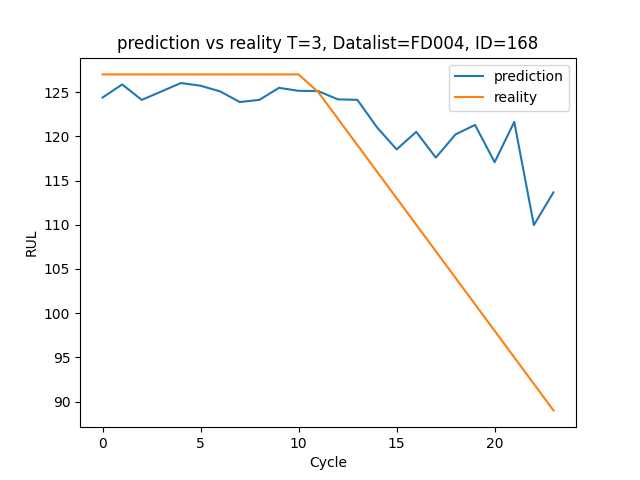 prediction vs reality T=3, Datalist=FD004, ID=168
prediction
reality
RUL
125
120
115
110
105
100
95
90
0 5 10 15 20
Cycle